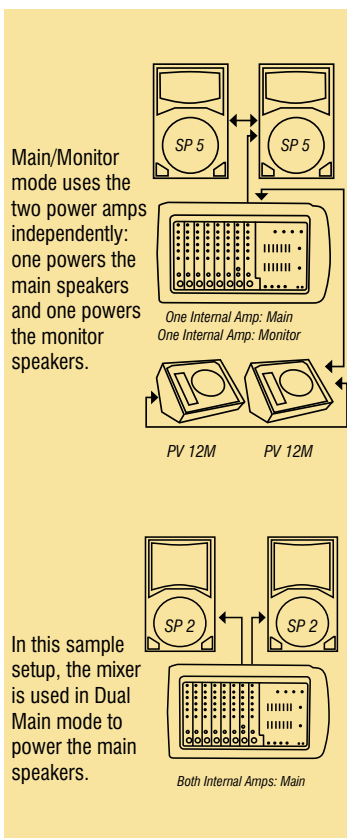 SP 5
SP 5
Main/Monitor
mode uses the
two power amps
independently:
one powers the
main speakers
and one powers
the monitor
speakers.
One Internal Amp: Main
One Internal Amp: Monitor
PV 12M
PV 12M
SP 2
SP 2
In this sample
setup, the mixer
is used in Dual
Main mode to
power the main
speakers.
Both Internal Amps: Main